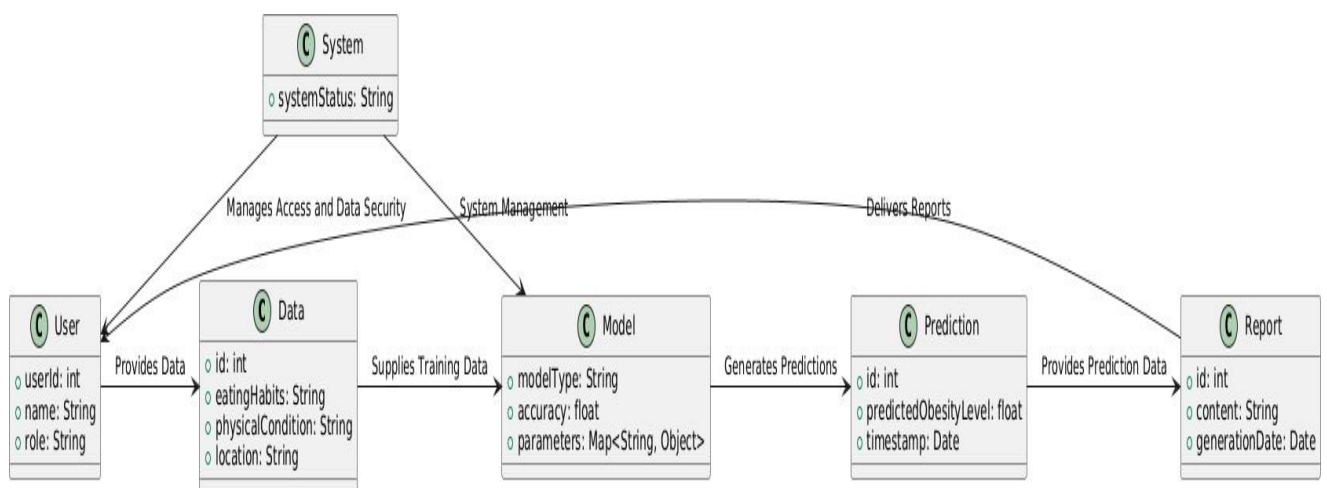 C System
systemStatus: String
Manages Access and Data Security
System Management
Delivers Reports
C User
userId: int
name: String
role: String
Provides Data
C Data
id: int
eatingHabits: String
physicalCondition: String
location: String
Supplies Training Data
C Model
modelType: String
accuracy: float
parameters: Map<String, Object>
Generates Predictions
C Prediction
id: int
predictedObesityLevel: float
timestamp: Date
Provides Prediction Data
C Report
id: int
content: String
generationDate: Date